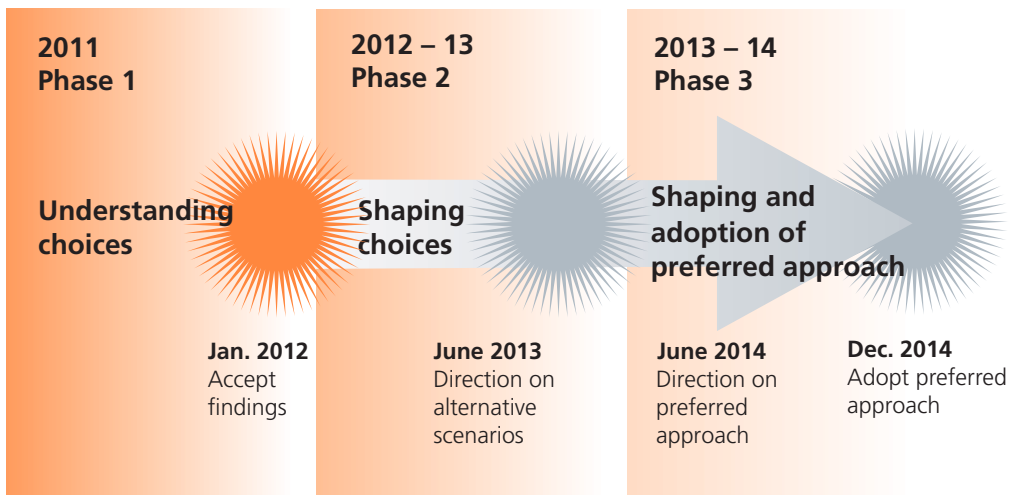 2011
Phase 1
2012 – 13
Phase 2
2013 – 14
Phase 3
Understanding
choices
Shaping
choices
Shaping and
adoption of
preferred approach
Jan. 2012
Accept
findings
June 2013
Direction on
alternative
scenarios
June 2014
Direction on
preferred
approach
Dec. 2014
Adopt preferred
approach